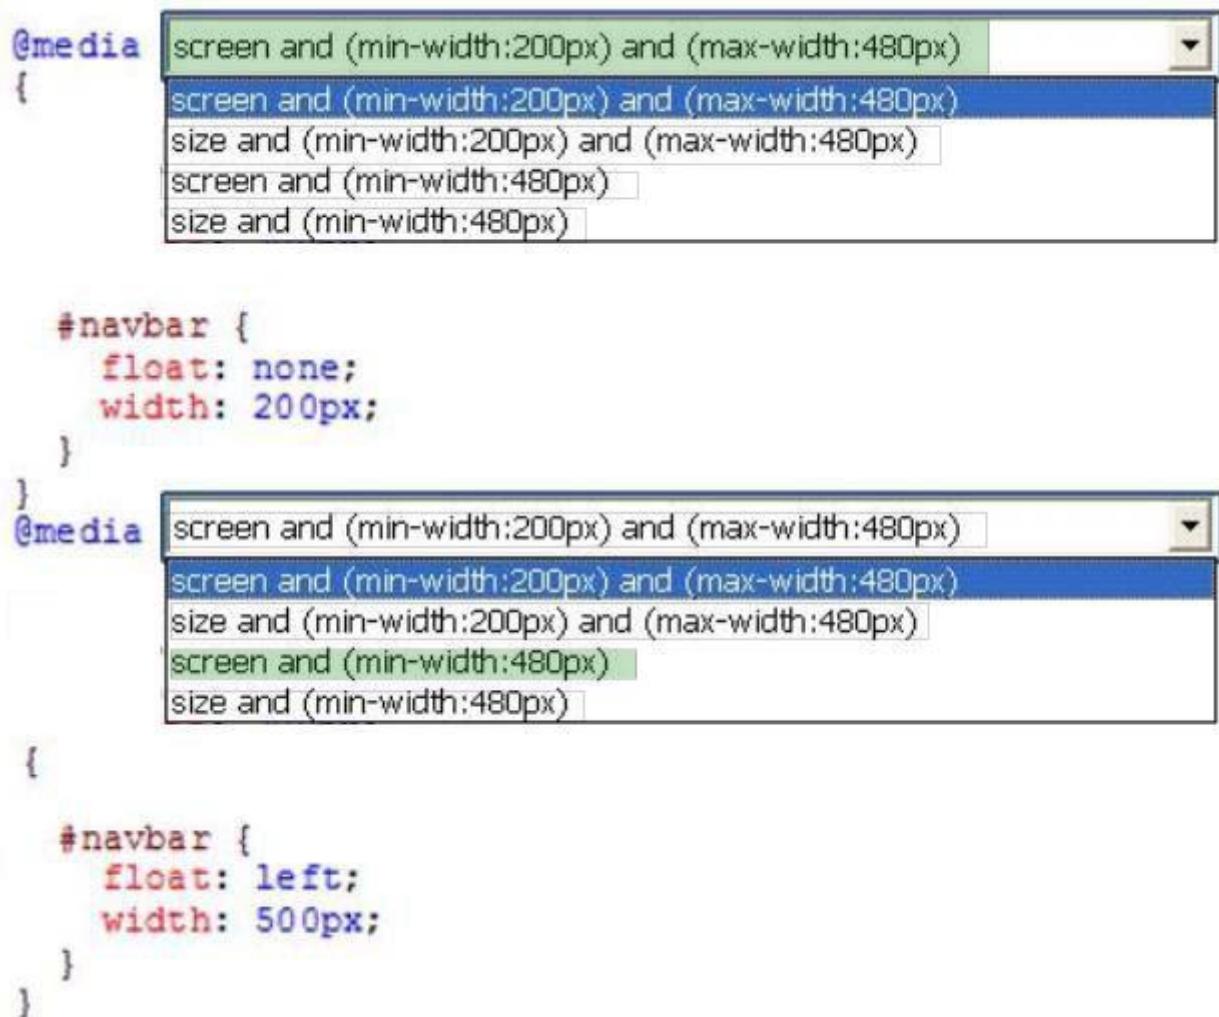 @media screen and (min-width:200px) and (max-width:480px)
{
screen and (min-width:200px) and (max-width:480px)
size and (min-width:200px) and (max-width:480px)
screen and (min-width:480px)
size and (min-width:480px)
#navbar {
float: none;
width: 200px;
}
}
@media screen and (min-width:200px) and (max-width:480px)
screen and (min-width:200px) and (max-width:480px)
size and (min-width:200px) and (max-width:480px)
screen and (min-width:480px)
size and (min-width:480px)
{
#navbar {
float: left;
width: 500px;
}
}